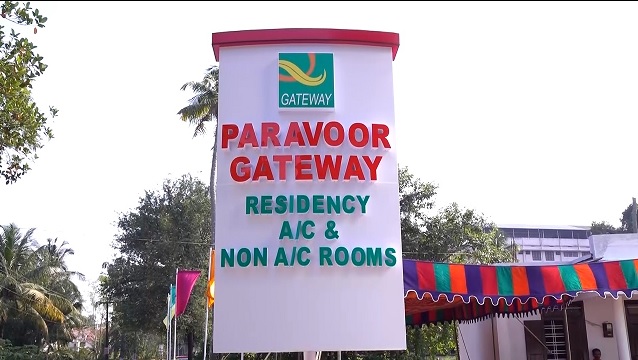 GATEWAY
PARAVOOR
GATEWAY
RESIDENCY
A/C &
NON A/C ROOMS